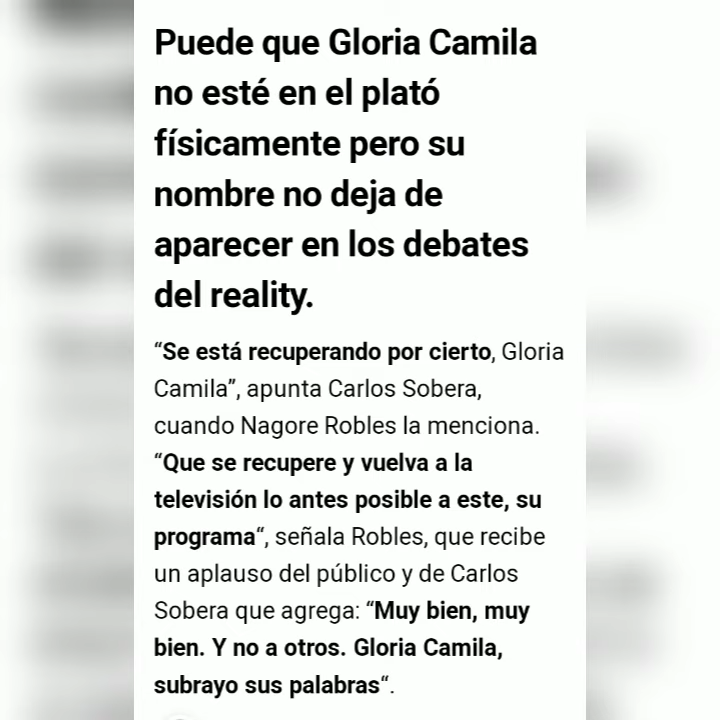 Puede que Gloria Camila
no esté en el plató
físicamente pero su
nombre no deja de
aparecer en los debates
del reality.
“Se está recuperando por cierto, Gloria
Camila”, apunta Carlos Sobera,
cuando Nagore Robles la menciona.
“Que se recupere y vuelva a la
televisión lo antes posible a este, su
programa“, señala Robles, que recibe
un aplauso del público y de Carlos
Sobera que agrega: “Muy bien, muy
bien. Y no a otros. Gloria Camila,
subrayo sus palabras“.